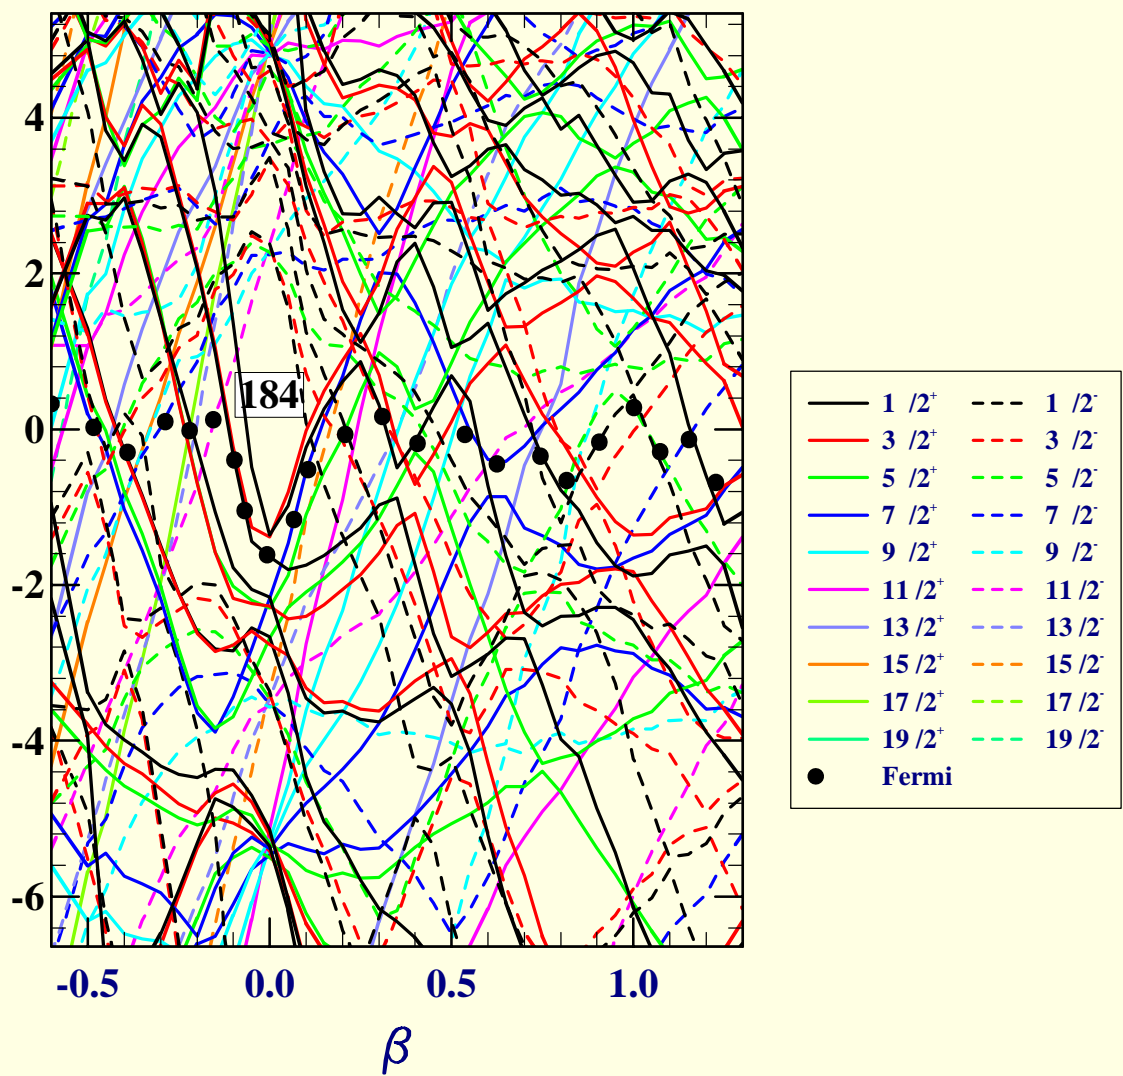 4
2
184
0
-2
-4
-6
-0.5 0.0 0.5 1.0
β
1 /2+ 1 /2-
3 /2+ 3 /2-
5 /2+ 5 /2-
7 /2+ 7 /2-
9 /2+ 9 /2-
11 /2+ 11 /2-
13 /2+ 13 /2-
15 /2+ 15 /2-
17 /2+ 17 /2-
19 /2+ 19 /2-
Fermi